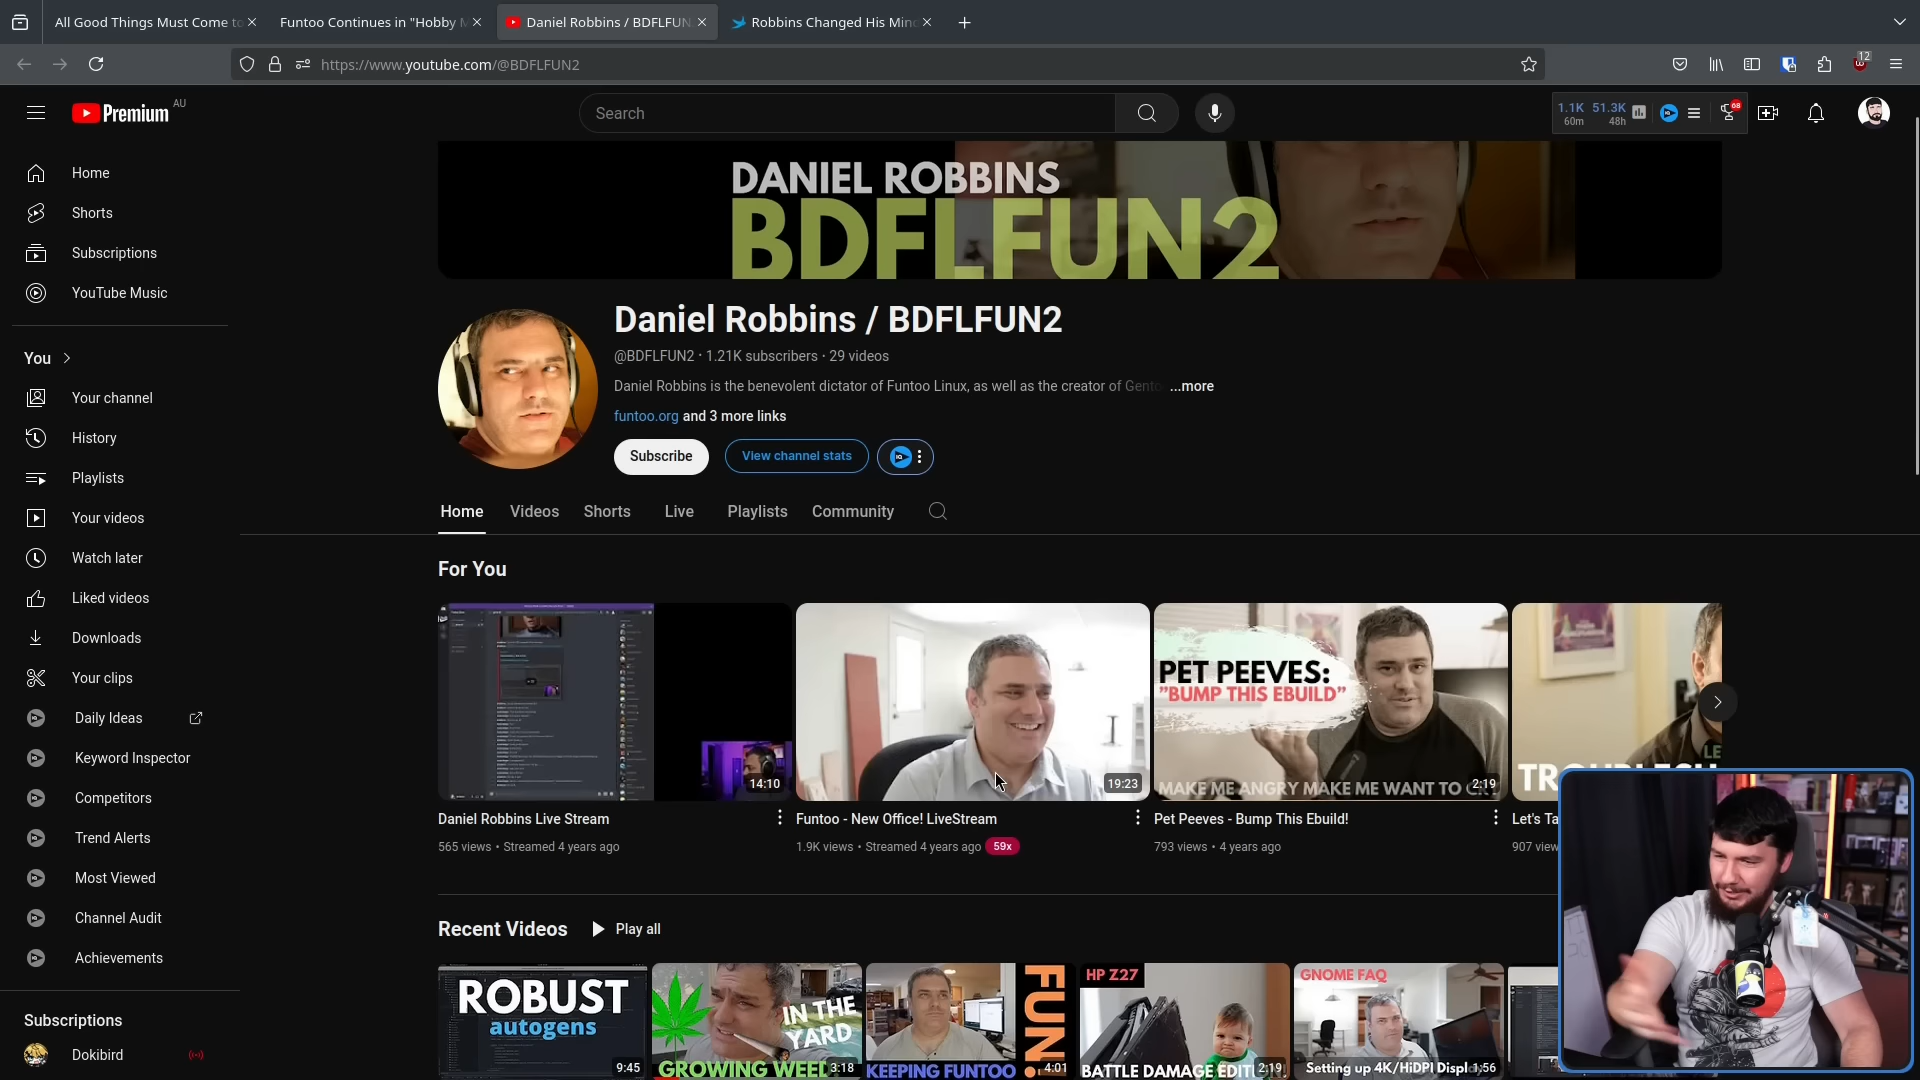 All Good Things Must Come to
Funtoo Continues in "Hobby M
Daniel Robbins / BDFLFUN
Robbins Changed His Min
https://www.youtube.com/@BDFLFUN2
12
Premium
AU
Search
1.1K 51.3K
60m 48h
68
Home
Shorts
Subscriptions
YouTube Music
You
Your channel
History
Playlists
Your videos
Watch later
Liked videos
Downloads
Your clips
Daily Ideas
Keyword Inspector
Competitors
Trend Alerts
Most Viewed
Channel Audit
Achievements
Subscriptions
Dokibird
DANIEL ROBBINS
BDFLFUN2
Daniel Robbins / BDFLFUN2
@BDFLFUN2 · 1.21K subscribers · 29 videos
Daniel Robbins is the benevolent dictator of Funtoo Linux, as well as the creator of Gento ...more
funtoo.org and 3 more links
Subscribe
View channel stats
Home
Videos
Shorts
Live
Playlists
Community
For You
14:10
Daniel Robbins Live Stream
565 views • Streamed 4 years ago
19:23
Funtoo - New Office! LiveStream
1.9K views • Streamed 4 years ago 59x
PET PEEVES:
"BUMP THIS EBUILD"
MAKE ME ANGRY MAKE ME WANT TO
2:19
Pet Peeves - Bump This Ebuild!
793 views • 4 years ago
LE
TROUBLESH
Let's Ta
907 view
Recent Videos
Play all
ROBUST
autogens
9:45
IN THE
YARD
GROWING WEED
3:18
FUN.
KEEPING FUNTOO
4:01
HP Z27
BATTLE DAMAGE EDIT
2:19
GNOME FAQ
Setting up 4K/HiDPI Displ
1:56